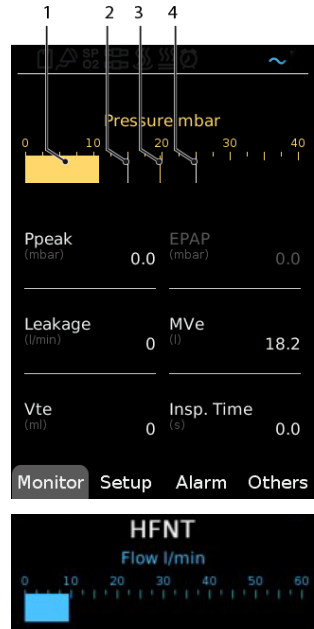 1 2 3 4
SP
O2
Pressure mbar
0 10 20 30 40
Ppeak EPAP
(mbar) 0.0 (mbar) 0.0
Leakage MVe
(l/min) 0 (l) 18.2
Vte Insp. Time
(ml) 0 (s) 0.0
Monitor Setup Alarm Others
HFNT
Flow l/min
0 10 20 30 40 50 60